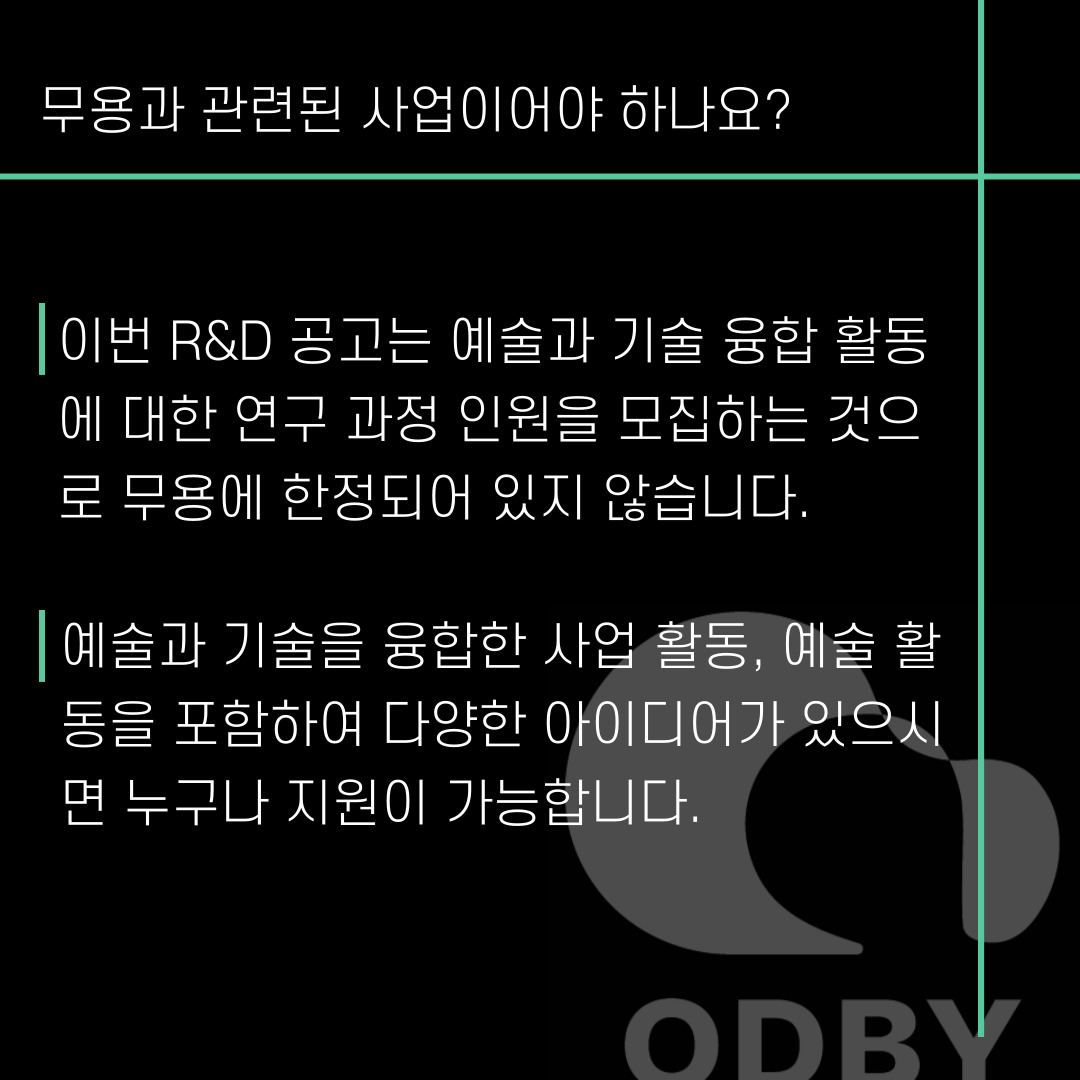 무용과 관련된 사업이어야 하나요?
이번 R&D 공고는 예술과 기술 융합 활동
에 대한 연구 과정 인원을 모집하는 것으
로 무용에 한정되어 있지 않습니다.
예술과 기술을 융합한 사업 활동, 예술 활
동을 포함하여 다양한 아이디어가 있으시
면 누구나 지원이 가능합니다.
ODBY